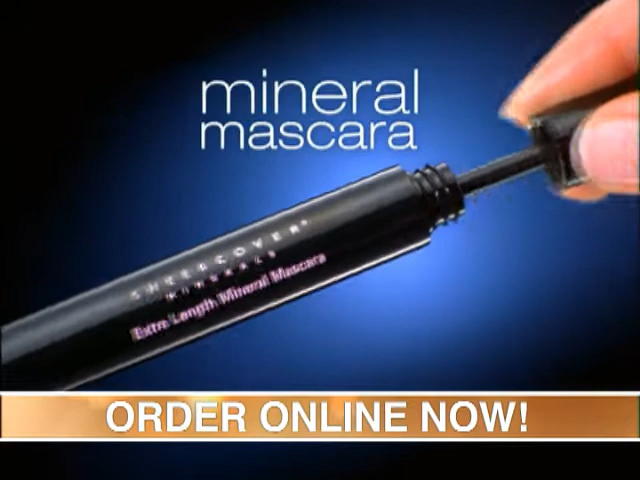 mineral
mascara
SHEERCOVER®
MINERALS
Extra Length Mineral Mascara
ORDER ONLINE NOW!